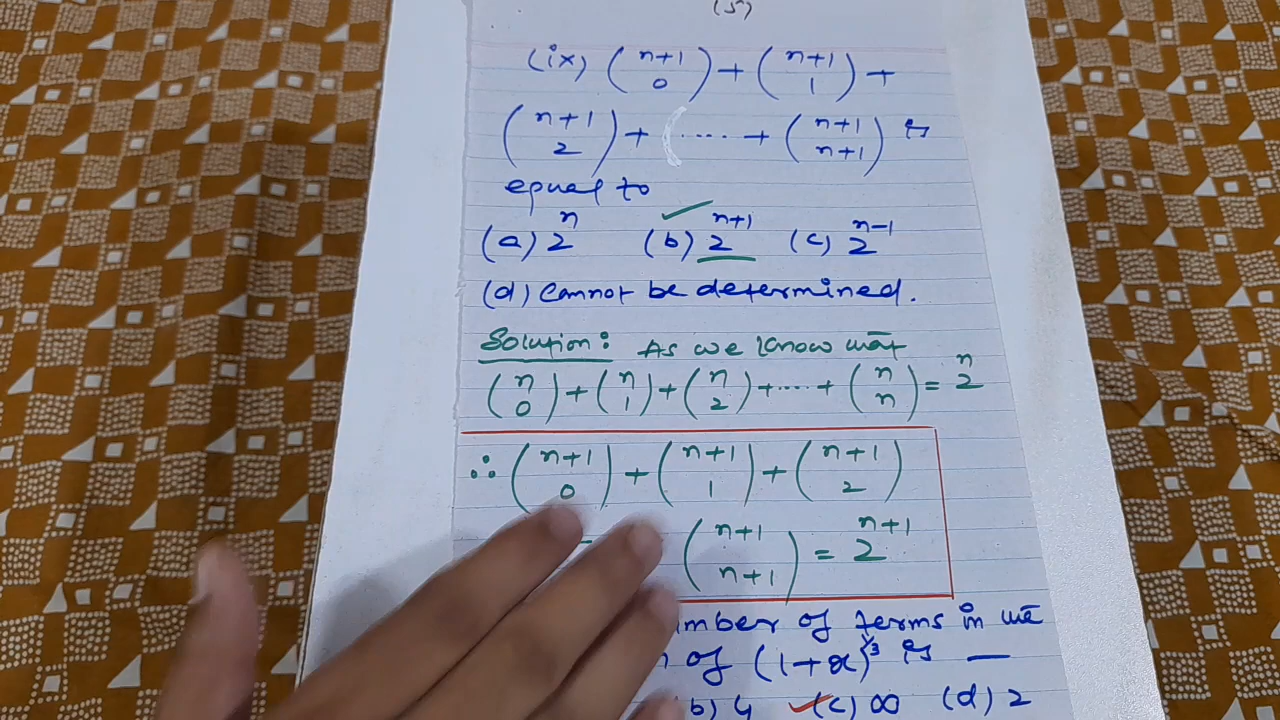 (ix) (n+1 0) + (n+1 1) +
(n+1 2) + ( ..... + (n+1 n+1) is
equal to
(a) 2^n (b) 2^n+1 (c) 2^n-1
(d) Cannot be determined.
Solution: As we know that
(n 0) + (n 1) + (n 2) + ..... + (n n) = 2^n
∴ (n+1 0) + (n+1 1) + (n+1 2)
(n+1 n+1) = 2^n+1
of terms in the
of (1+x)^1/3 is —
b) 4 (c) ∞ (d) 2